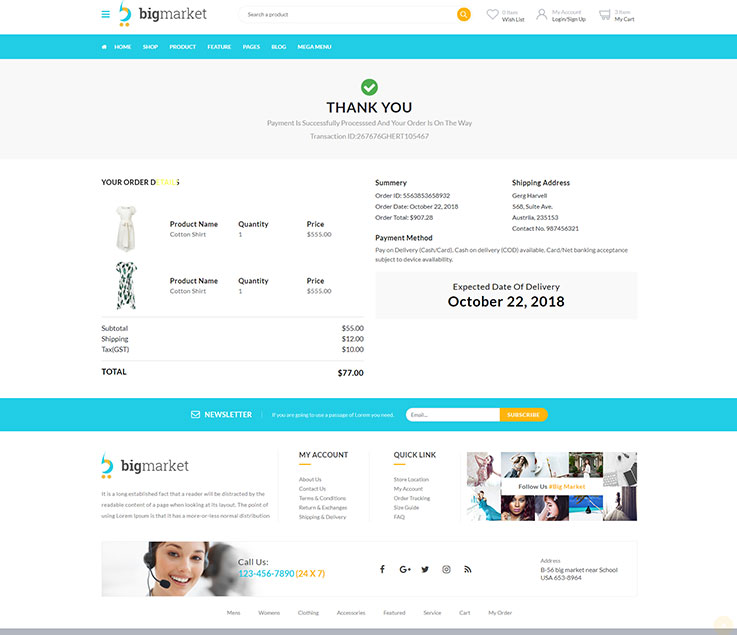 bigmarket
Search a product
0 Item
Wish List
My Account
Login/Sign Up
3 Item
My Cart
HOME SHOP PRODUCT FEATURE PAGES BLOG MEGA MENU
THANK YOU
Payment Is Successfully Processsed And Your Order Is On The Way
Transaction ID:267676GHERT105467
YOUR ORDER DETAILS
Product Name Quantity Price
Cotton Shirt 1 $555.00
Product Name Quantity Price
Cotton Shirt 1 $555.00
Subtotal $55.00
Shipping $12.00
Tax(GST) $10.00
TOTAL $77.00
Summery
Order ID: 5563853658932
Order Date: October 22, 2018
Order Total: $907.28
Shipping Address
Gerg Harvell
568, Suite Ave.
Austrlia, 235153
Contact No. 987456321
Payment Method
Pay on Delivery (Cash/Card). Cash on delivery (COD) available. Card/Net banking acceptance
subject to device availability.
Expected Date Of Delivery
October 22, 2018
NEWSLETTER If you are going to use a passage of Lorem you need. Email... SUBSCRIBE
bigmarket
It is a long established fact that a reader will be distracted by the
readable content of a page when looking at its layout. The point of
using Lorem Ipsum is that it has a more-or-less normal distribution
MY ACCOUNT
About Us
Contact Us
Terms & Conditions
Return & Exchanges
Shipping & Delivery
QUICK LINK
Store Location
My Account
Order Tracking
Size Guide
FAQ
Follow Us #Big Market
Call Us:
123-456-7890 (24 X 7)
Address
B-56 big market near School
USA 653-8964
Mens Womens Clothing Accessories Featured Service Cart My Order